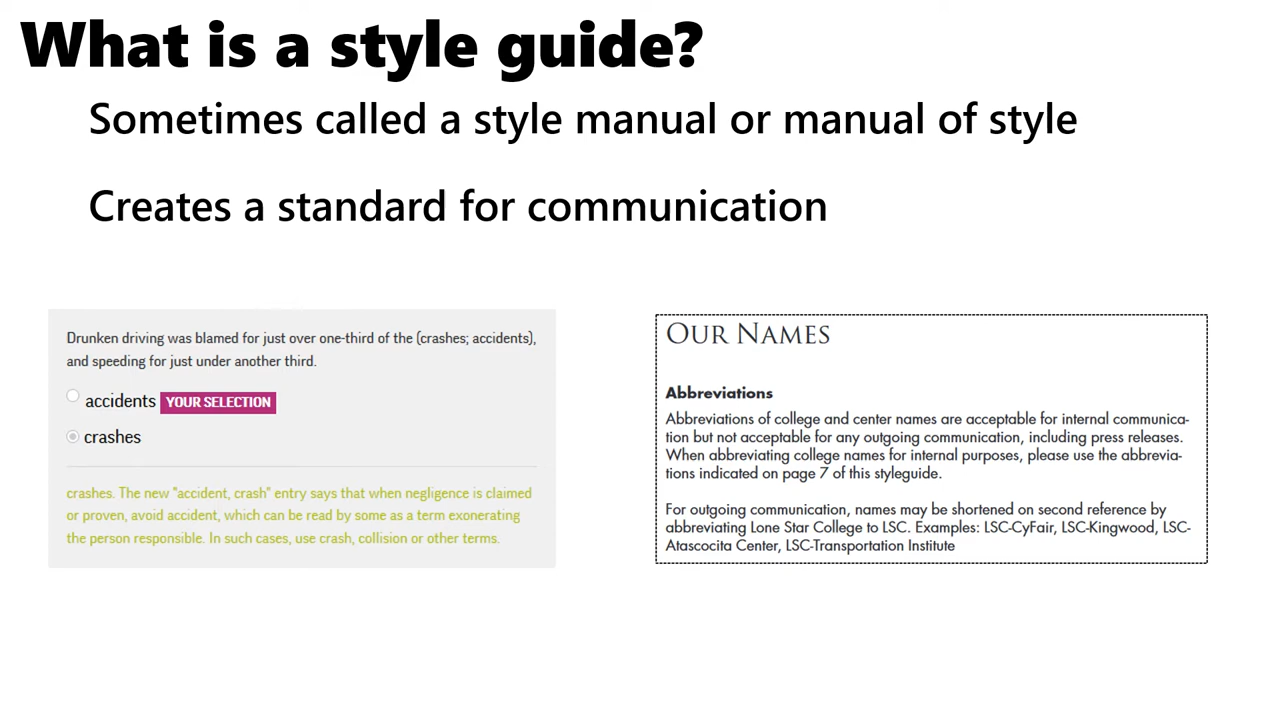 What is a style guide?
Sometimes called a style manual or manual of style
Creates a standard for communication
Drunken driving was blamed for just over one-third of the (crashes; accidents),
and speeding for just under another third.
accidents YOUR SELECTION
crashes
crashes. The new "accident, crash" entry says that when negligence is claimed
or proven, avoid accident, which can be read by some as a term exonerating
the person responsible. In such cases, use crash, collision or other terms.
OUR NAMES
Abbreviations
Abbreviations of college and center names are acceptable for internal communica-
tion but not acceptable for any outgoing communication, including press releases.
When abbreviating college names for internal purposes, please use the abbrevia-
tions indicated on page 7 of this styleguide.
For outgoing communication, names may be shortened on second reference by
abbreviating Lone Star College to LSC. Examples: LSC-CyFair, LSC-Kingwood, LSC-
Atascocita Center, LSC-Transportation Institute